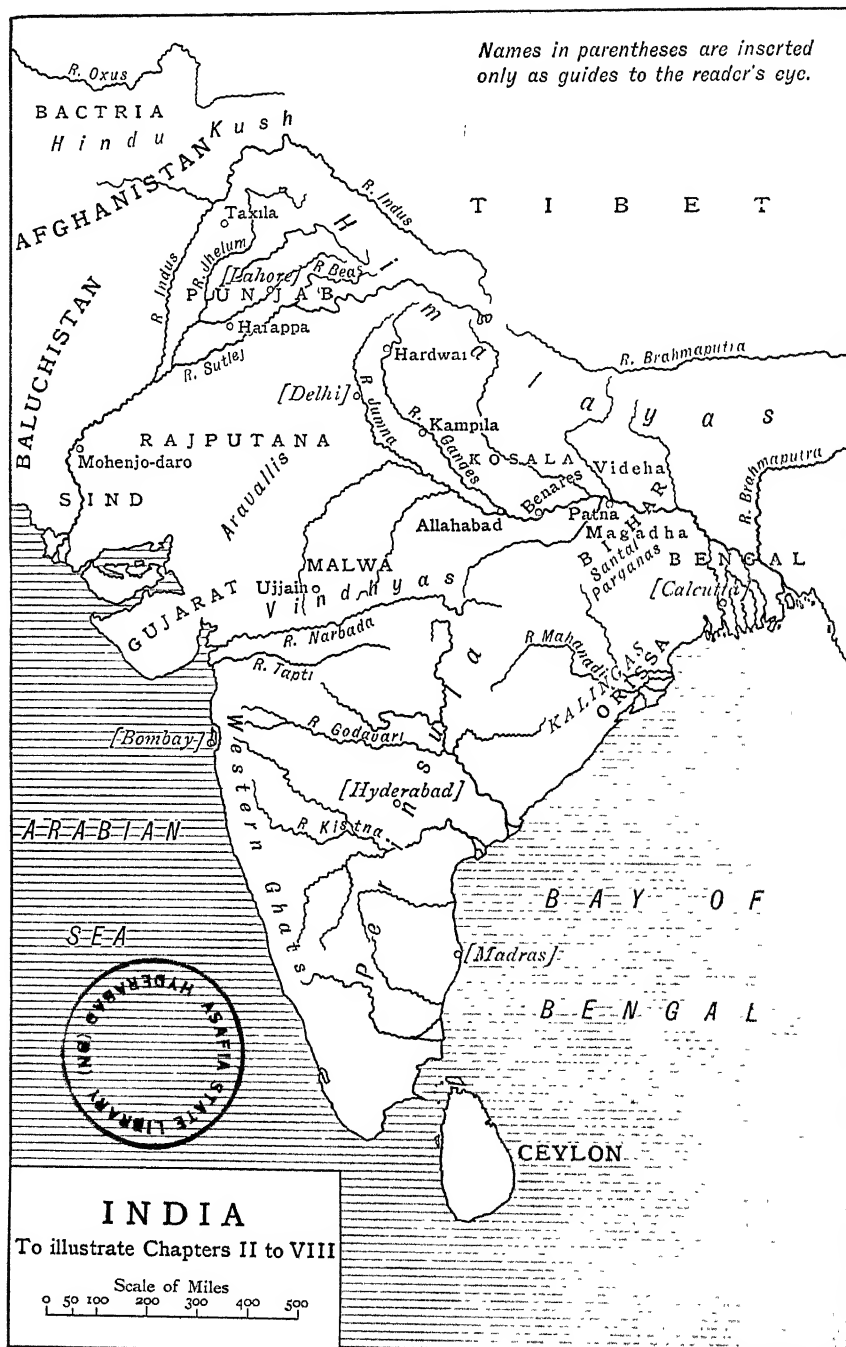 Names in parentheses are inserted
only as guides to the reader's eye.
R. Oxus
BACTRIA
Hindu Kush
AFGHANISTAN
TIBET
R. Indus
Taxila
R. Indus
R. Jhelum
[Lahore]
R Beas
PUNJAB
Harappa
R. Sutlej
Himalayas
Hardwar
R. Brahmaputra
[Delhi]
R Jumna
R. Ganges
Kampila
BALUCHISTAN
RAJPUTANA
Mohenjo-daro
KOSALA
Videha
R. Brahmaputra
SIND
Aravallis
Allahabad
Benares
Patna
Magadha
BIHAR
Santal
Parganas
BENGAL
[Calcutta]
MALWA
Ujjain
Vindhyas
GUJARAT
R. Narbada
R. Tapti
R Mahanadi
KALINGAS
ORISSA
[Bombay]
R Godavari
Western Ghats
[Hyderabad]
R. Kistna
Peninsula
ARABIAN
SEA
BAY OF
BENGAL
[Madras]
ASAFIA STATE LIBRARY (DN)
HYDERABAD
CEYLON
INDIA
To illustrate Chapters II to VIII
Scale of Miles
0 50 100 200 300 400 500